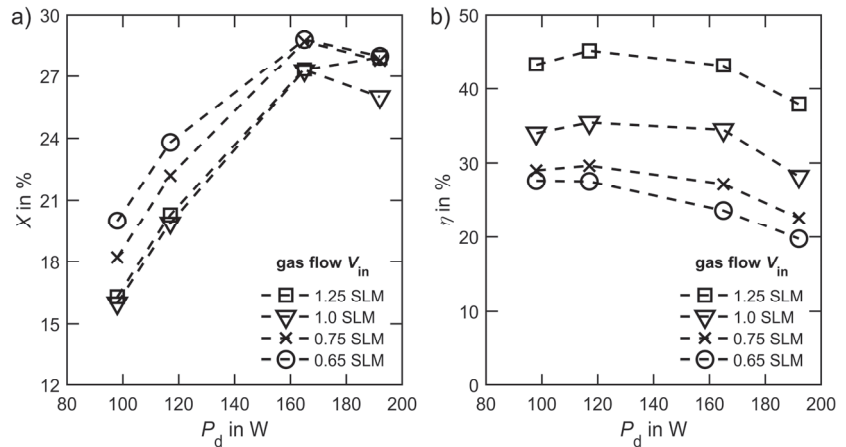 a)
30
27
24
21
18
15
12
X in %
80 100 120 140 160 180 200
P_d in W
gas flow V_in
1.25 SLM
1.0 SLM
0.75 SLM
0.65 SLM
b)
50
40
30
20
10
0
η in %
80 100 120 140 160 180 200
P_d in W
gas flow V_in
1.25 SLM
1.0 SLM
0.75 SLM
0.65 SLM